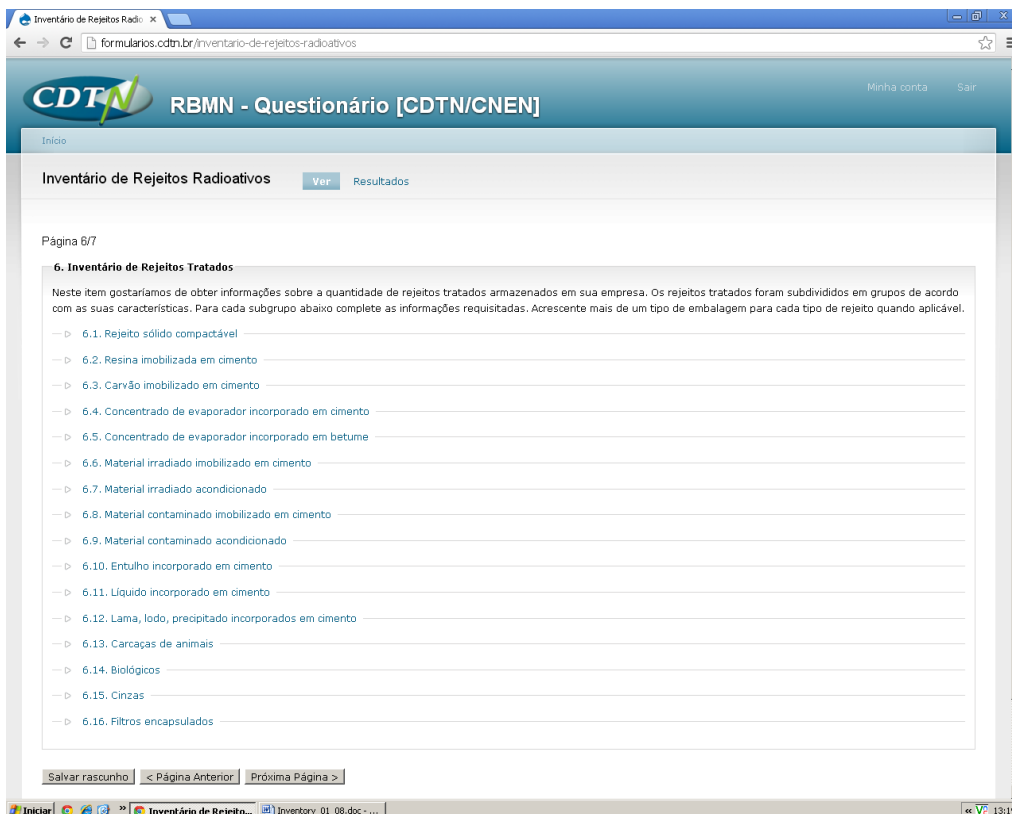 Inventário de Rejeitos Radio
formularios.cdtn.br/inventario-de-rejeitos-radioativos
CDTN
RBMN - Questionário [CDTN/CNEN]
Minha conta Sair
Início
Inventário de Rejeitos Radioativos Ver Resultados
Página 6/7
6. Inventário de Rejeitos Tratados
Neste item gostaríamos de obter informações sobre a quantidade de rejeitos tratados armazenados em sua empresa. Os rejeitos tratados foram subdivididos em grupos de acordo
com as suas características. Para cada subgrupo abaixo complete as informações requisitadas. Acrescente mais de um tipo de embalagem para cada tipo de rejeito quando aplicável.
6.1. Rejeito sólido compactável
6.2. Resina imobilizada em cimento
6.3. Carvão imobilizado em cimento
6.4. Concentrado de evaporador incorporado em cimento
6.5. Concentrado de evaporador incorporado em betume
6.6. Material irradiado imobilizado em cimento
6.7. Material irradiado acondicionado
6.8. Material contaminado imobilizado em cimento
6.9. Material contaminado acondicionado
6.10. Entulho incorporado em cimento
6.11. Líquido incorporado em cimento
6.12. Lama, lodo, precipitado incorporados em cimento
6.13. Carcaças de animais
6.14. Biológicos
6.15. Cinzas
6.16. Filtros encapsulados
Salvar rascunho < Página Anterior Próxima Página >
Iniciar » Inventário de Rejeito... Inventory_01_08.doc - ... «